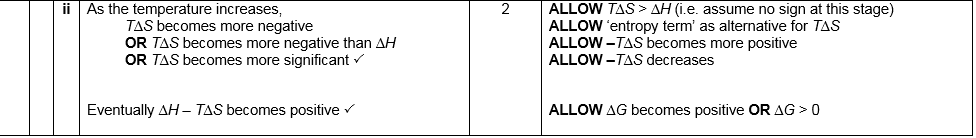 ii As the temperature increases, 2 ALLOW TΔS > ΔH (i.e. assume no sign at this stage)
TΔS becomes more negative ALLOW ‘entropy term’ as alternative for TΔS
OR TΔS becomes more negative than ΔH ALLOW –TΔS becomes more positive
OR TΔS becomes more significant ✓ ALLOW –TΔS decreases
Eventually ΔH – TΔS becomes positive ✓ ALLOW ΔG becomes positive OR ΔG > 0